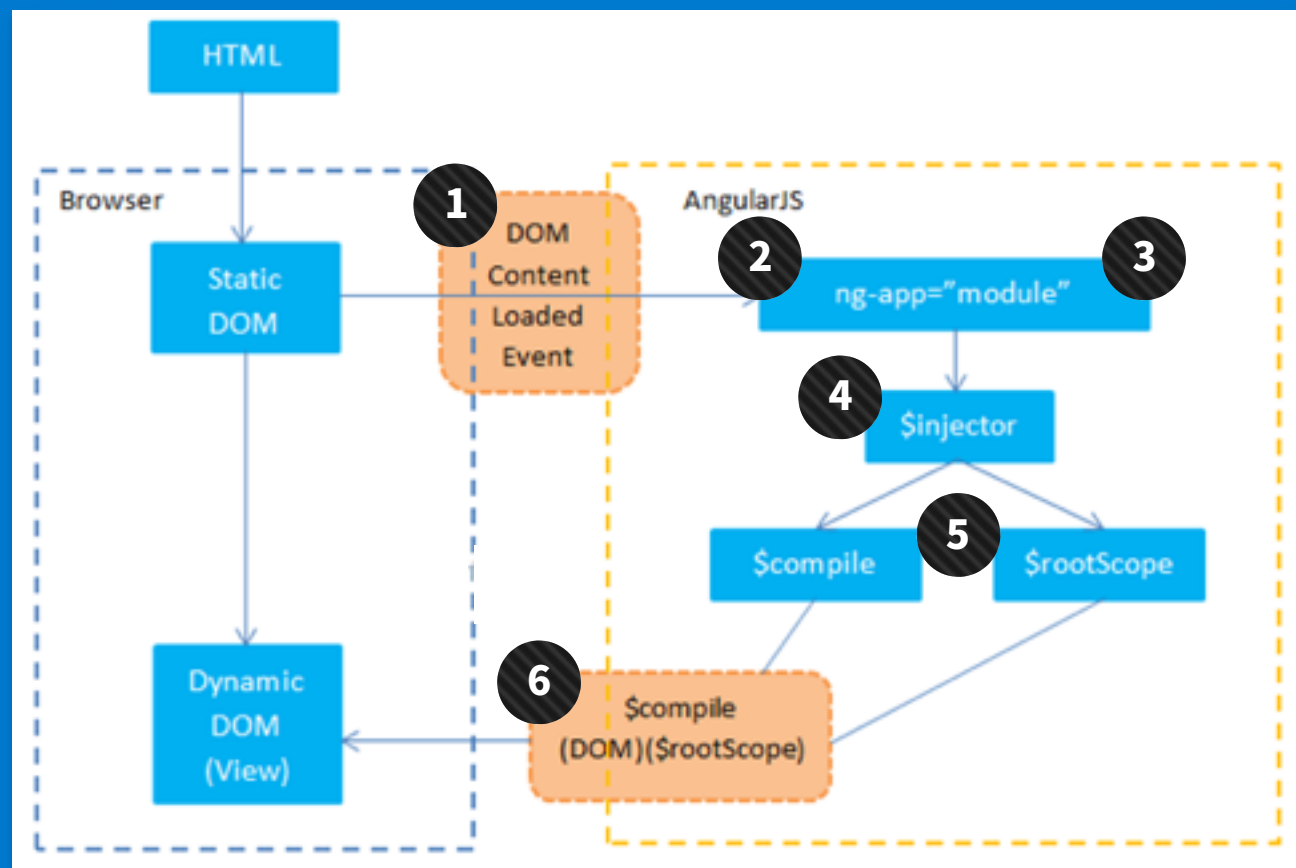 HTML
Browser
1
AngularJS
DOM
Content
Loaded
Event
2
3
Static
DOM
ng-app=”module”
4
$injector
5
$compile
$rootScope
6
Dynamic
DOM
(View)
$compile
(DOM)($rootScope)